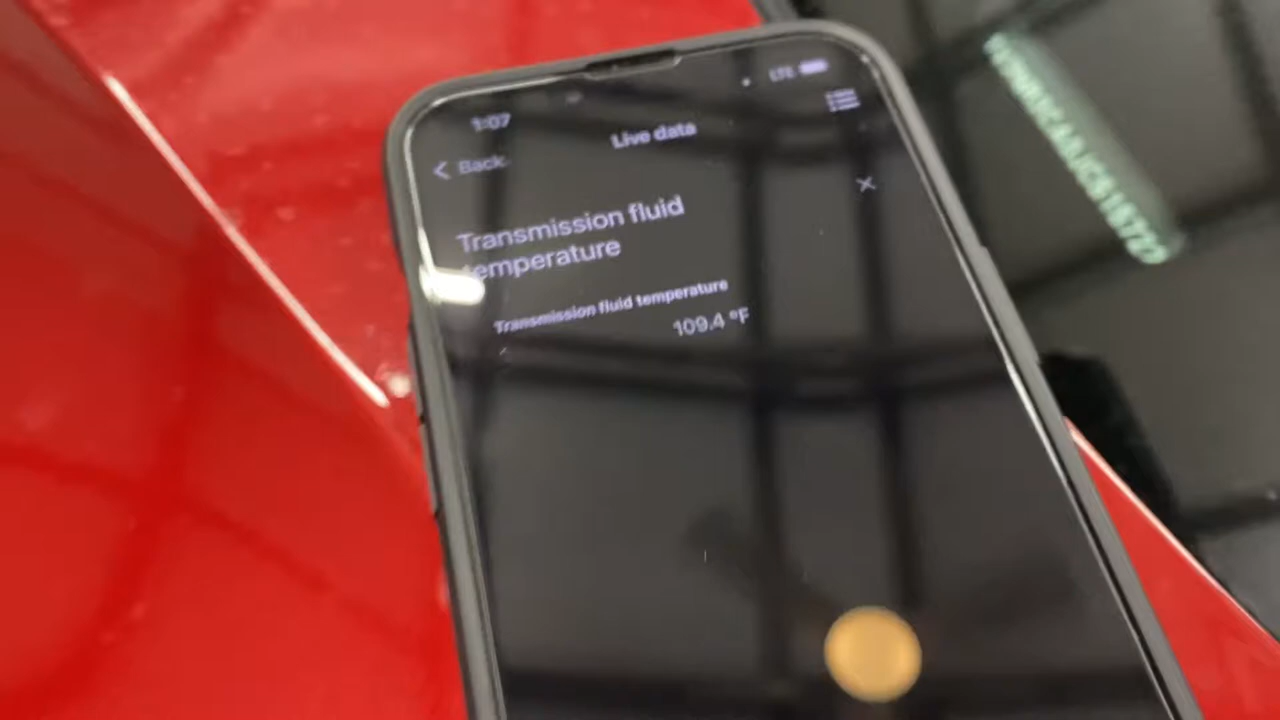 1:07
LTE
Live data
Back
Transmission fluid
temperature
Transmission fluid temperature
109.4 °F